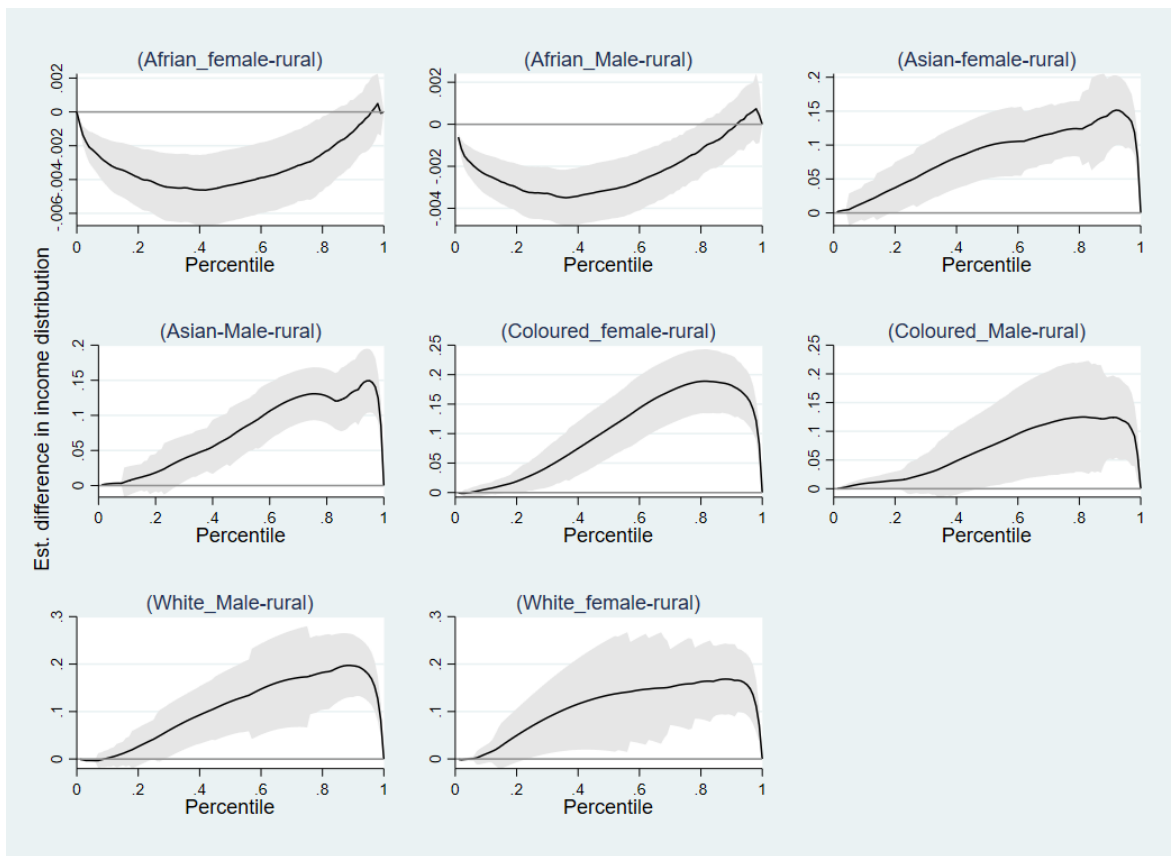 (Afrian_female-rural)
(Afrian_Male-rural)
(Asian-female-rural)
.002
0
-.002
-.004
-.006
0 .2 .4 .6 .8 1
Percentile
.002
0
-.002
-.004
0 .2 .4 .6 .8 1
Percentile
.2
.15
.1
.05
0
0 .2 .4 .6 .8 1
Percentile
Est. difference in income distribution
(Asian-Male-rural)
(Coloured_female-rural)
(Coloured_Male-rural)
.2
.15
.1
.05
0
0 .2 .4 .6 .8 1
Percentile
.25
.2
.15
.1
.05
0
0 .2 .4 .6 .8 1
Percentile
.25
.2
.15
.1
.05
0
0 .2 .4 .6 .8 1
Percentile
(White_Male-rural)
(White_female-rural)
.3
.2
.1
0
0 .2 .4 .6 .8 1
Percentile
.3
.2
.1
0
0 .2 .4 .6 .8 1
Percentile